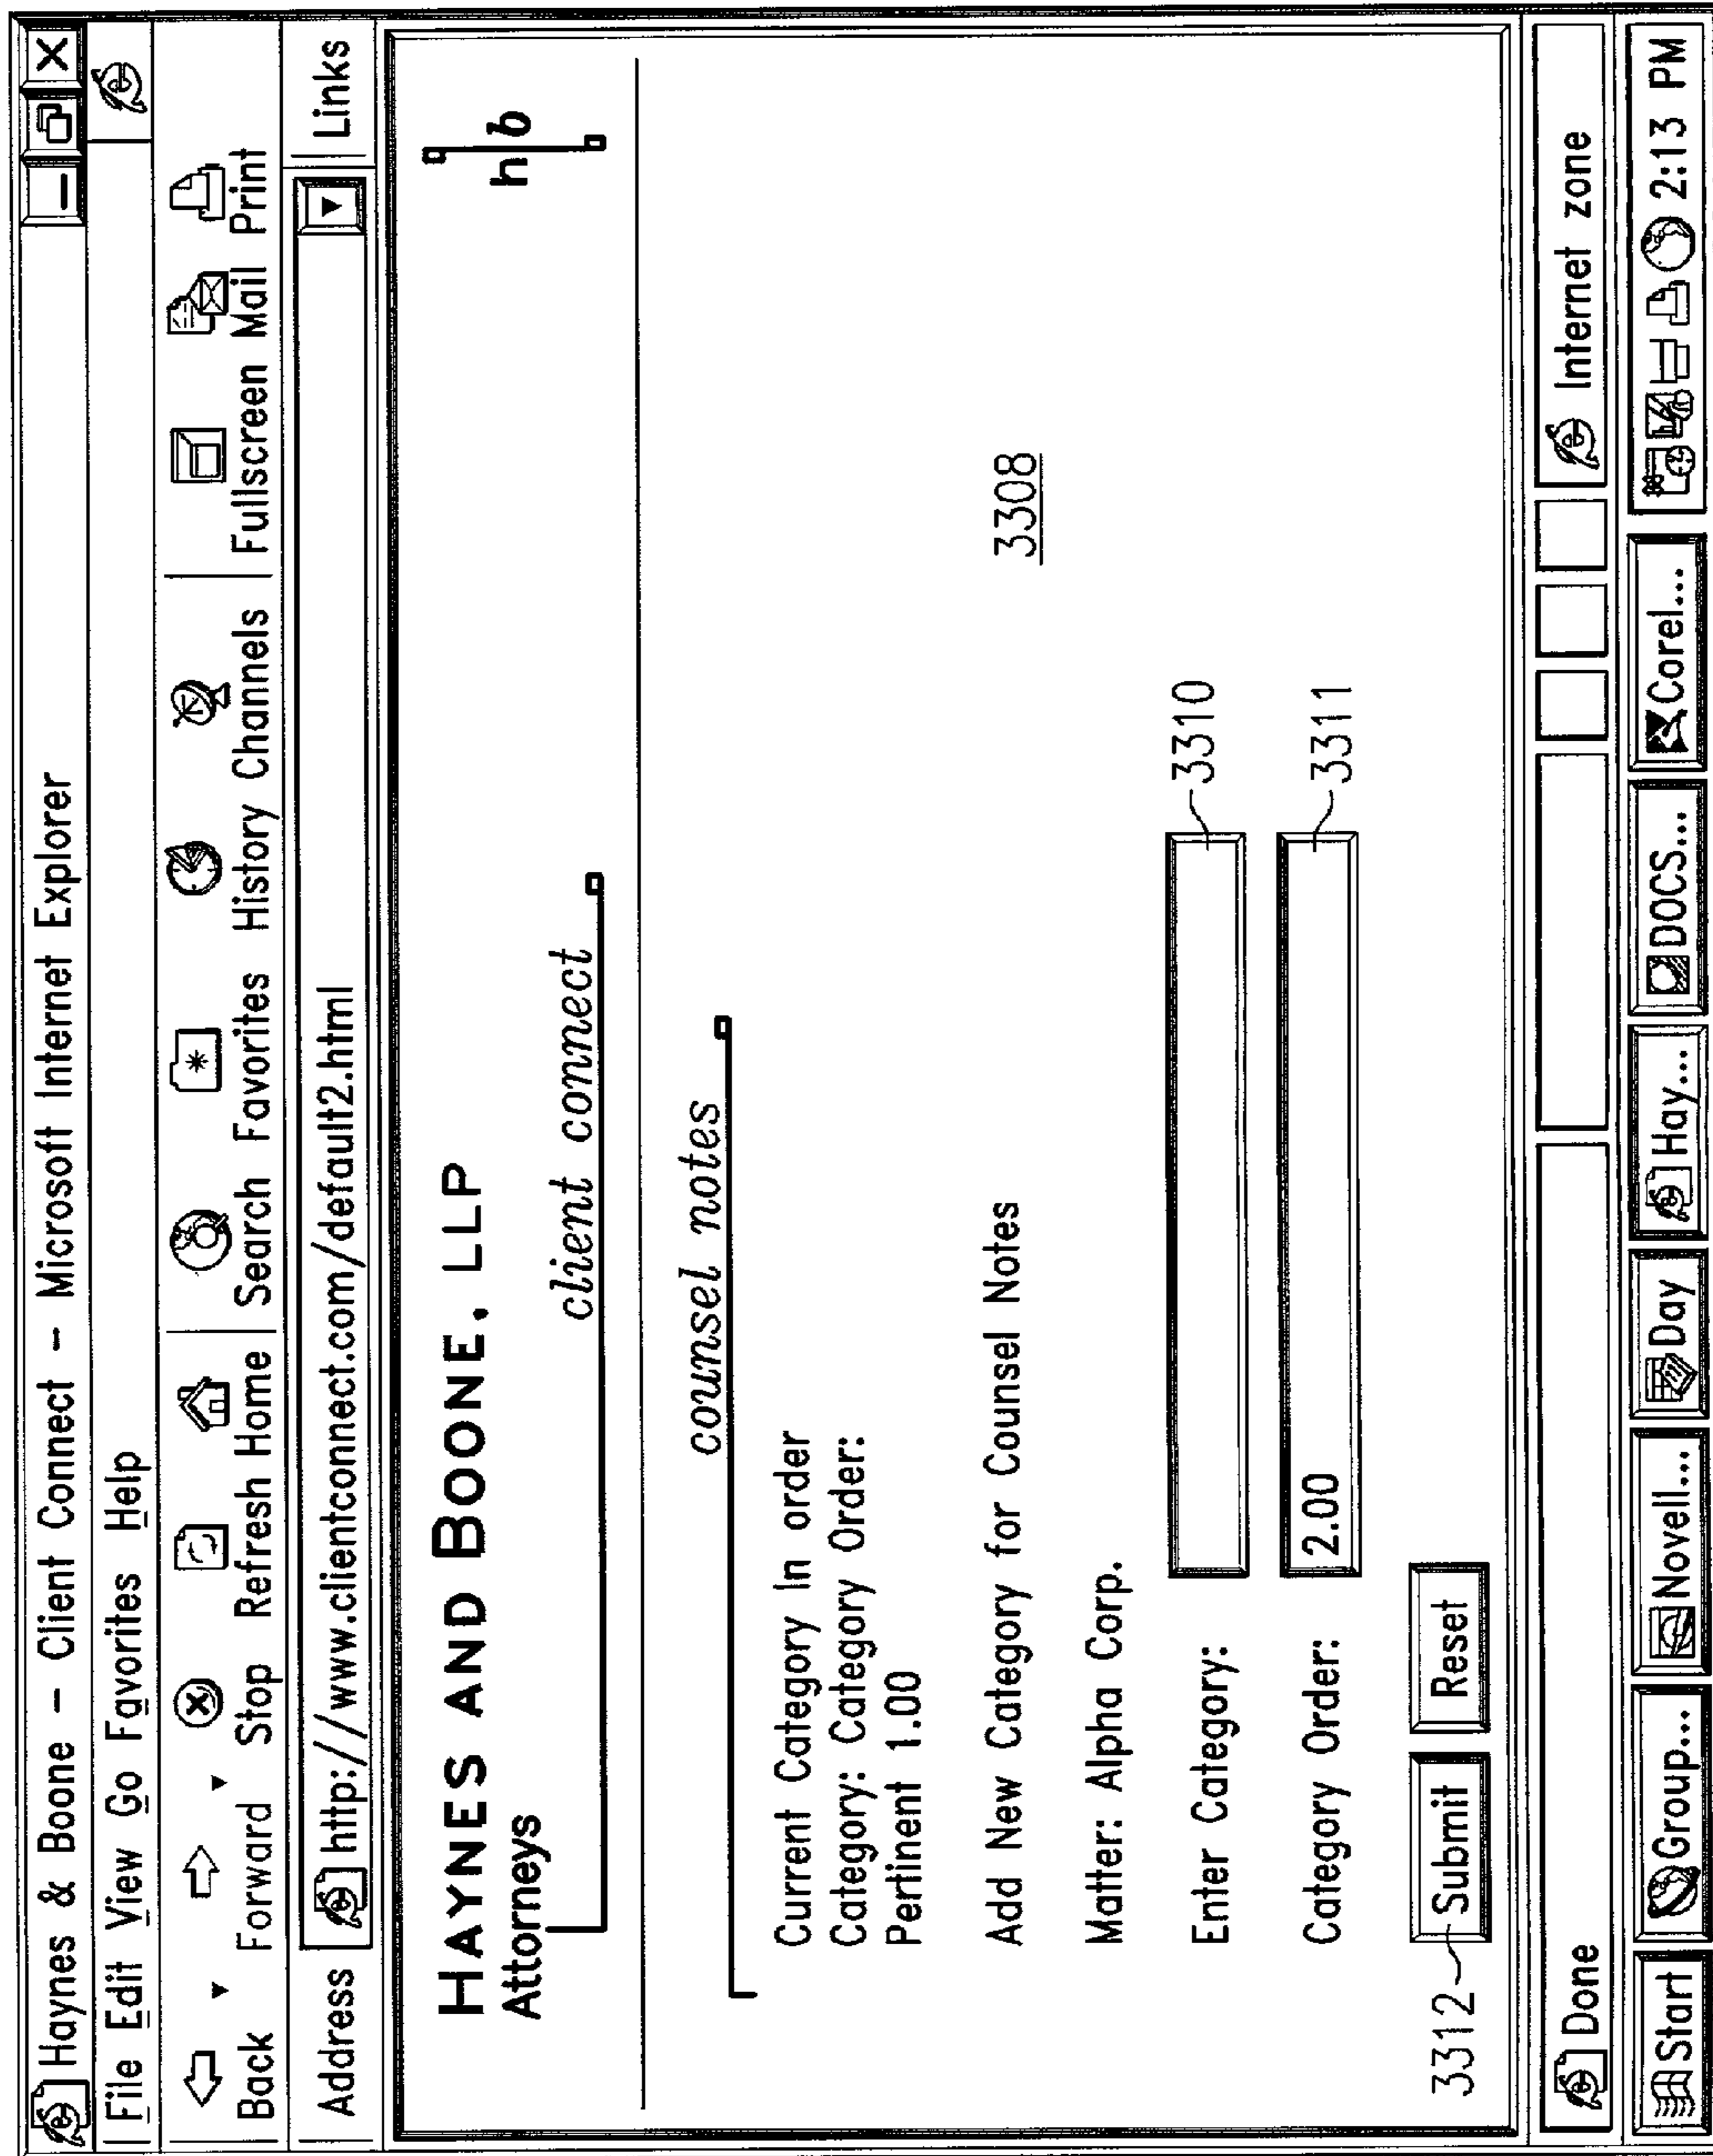 Haynes & Boone – Client Connect – Microsoft Internet Explorer
File Edit View Go Favorites Help
Back Forward Stop Refresh Home Search Favorites History Channels Fullscreen Mail Print
Address http://www.clientconnect.com/default2.html Links
HAYNES AND BOONE, LLP
Attorneys
client connect
h b
counsel notes
Current Category In order
Category: Category Order:
Pertinent 1.00
Add New Category for Counsel Notes
3308
Matter: Alpha Corp.
Enter Category: 3310
Category Order: 2.00 3311
3312 Submit Reset
Done Internet zone
Start Group... Novell... Day Hay... DOCS... Corel... 2:13 PM